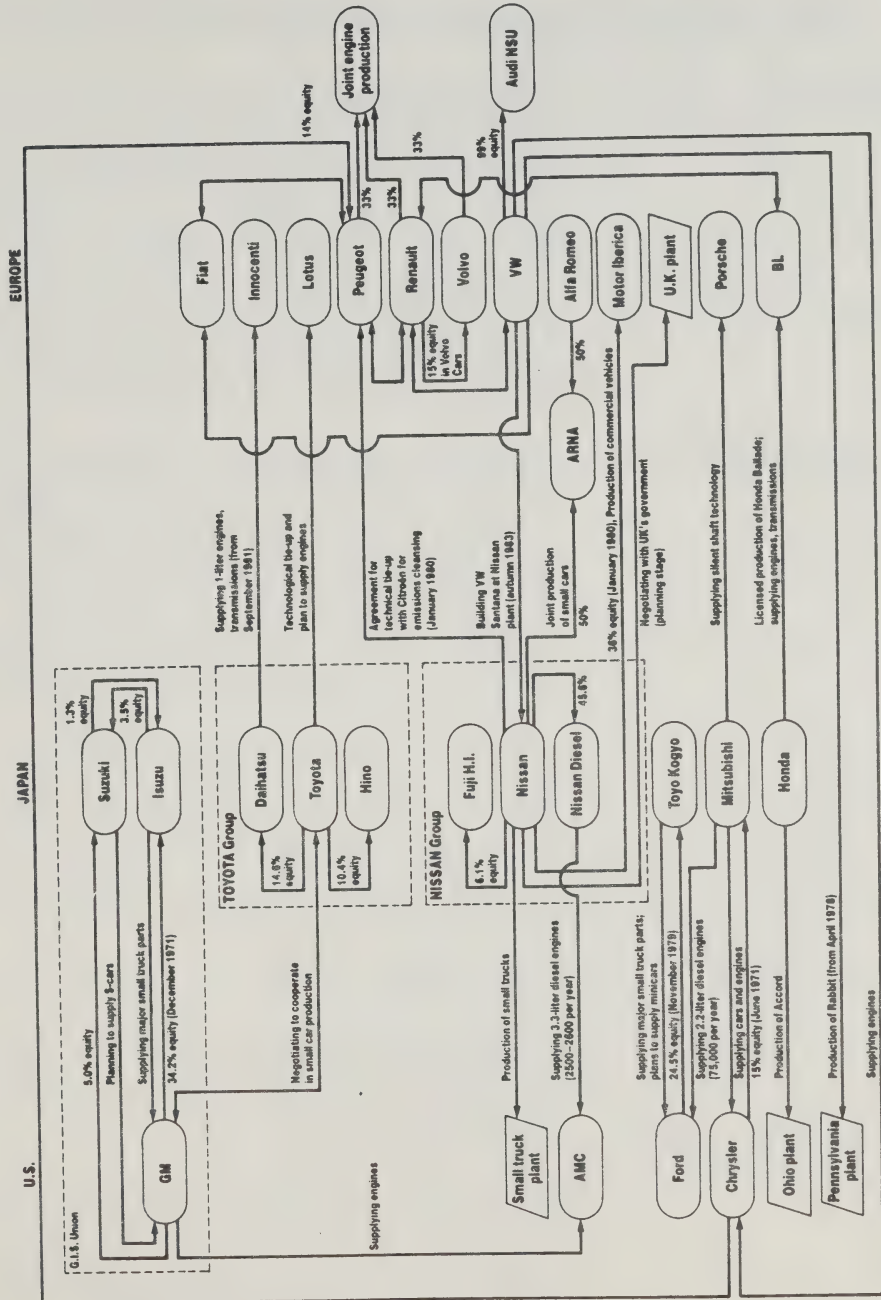 U.S.
JAPAN
EUROPE
G.I.S. Union
GM
5.0% equity
Planning to supply S-cars
Supplying major small truck parts
34.2% equity (December 1971)
Suzuki
Isuzu
1.3%
equity
3.5%
equity
Supplying engines
Negotiating to cooperate
in small car production
TOYOTA Group
Daihatsu
Toyota
Hino
14.6%
equity
10.4%
equity
Supplying 1-liter engines,
transmissions (from
September 1981)
Technological tie-up and
plan to supply engines
NISSAN Group
Fuji H.I.
Nissan
Nissan Diesel
6.1%
equity
45.6%
Agreement for
technical tie-up
with Citroën for
emissions cleansing
(January 1980)
Building VW
Santana at Nissan
plant (autumn 1983)
Joint production
of small cars
50%
ARNA
50%
36% equity (January 1980), Production of commercial vehicles
Negotiating with UK's government
(planning stage)
Production of small trucks
Small truck
plant
Supplying 3.3-liter diesel engines
(2500–2600 per year)
AMC
Supplying major small truck parts;
plans to supply minicars
24.5% equity (November 1979)
Supplying 2.2-liter diesel engines
(75,000 per year)
Supplying cars and engines
15% equity (June 1971)
Ford
Chrysler
Toyo Kogyo
Mitsubishi
Honda
Supplying silent shaft technology
Licensed production of Honda Ballade;
supplying engines, transmissions
Production of Accord
Ohio plant
Production of Rabbit (from April 1978)
Pennsylvania
plant
Supplying engines
Fiat
Innocenti
Lotus
Peugeot
Renault
Volvo
VW
Alfa Romeo
Motor Iberica
U.K. plant
Porsche
BL
15% equity
in Volvo
Cars
14% equity
33%
33%
33%
Joint engine
production
99%
equity
Audi NSU